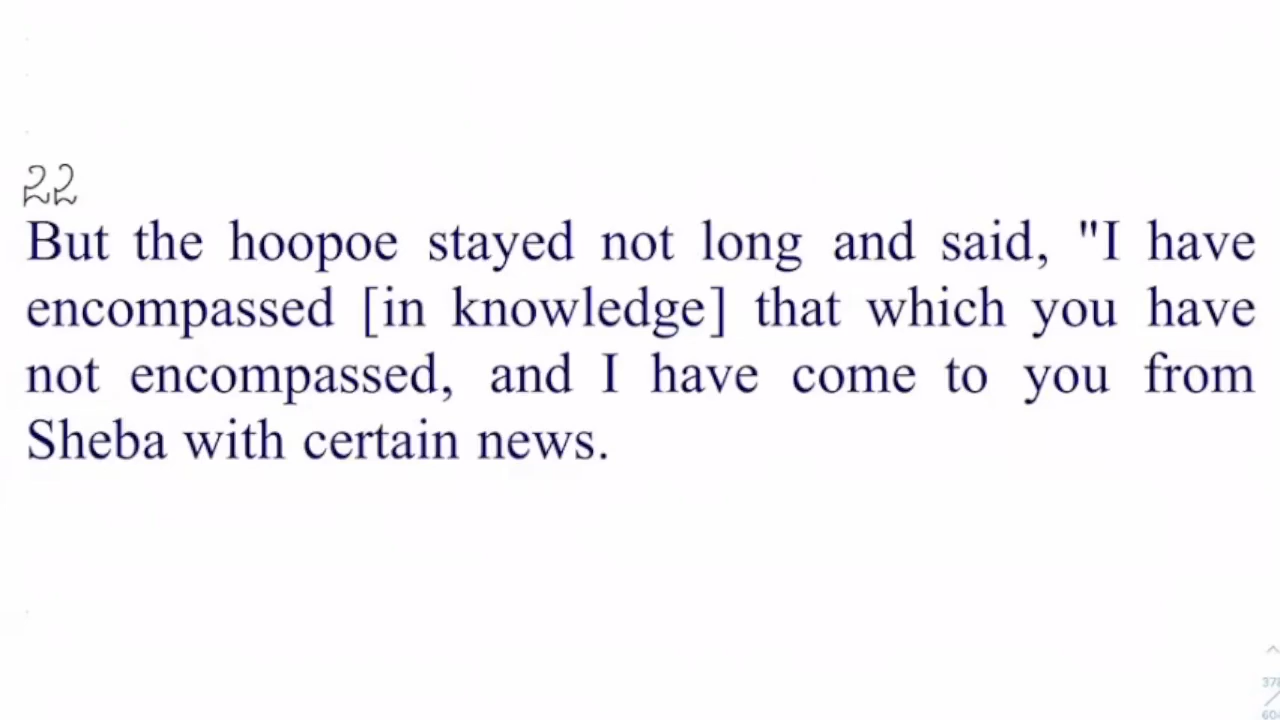 22
But the hoopoe stayed not long and said, "I have
encompassed [in knowledge] that which you have
not encompassed, and I have come to you from
Sheba with certain news.